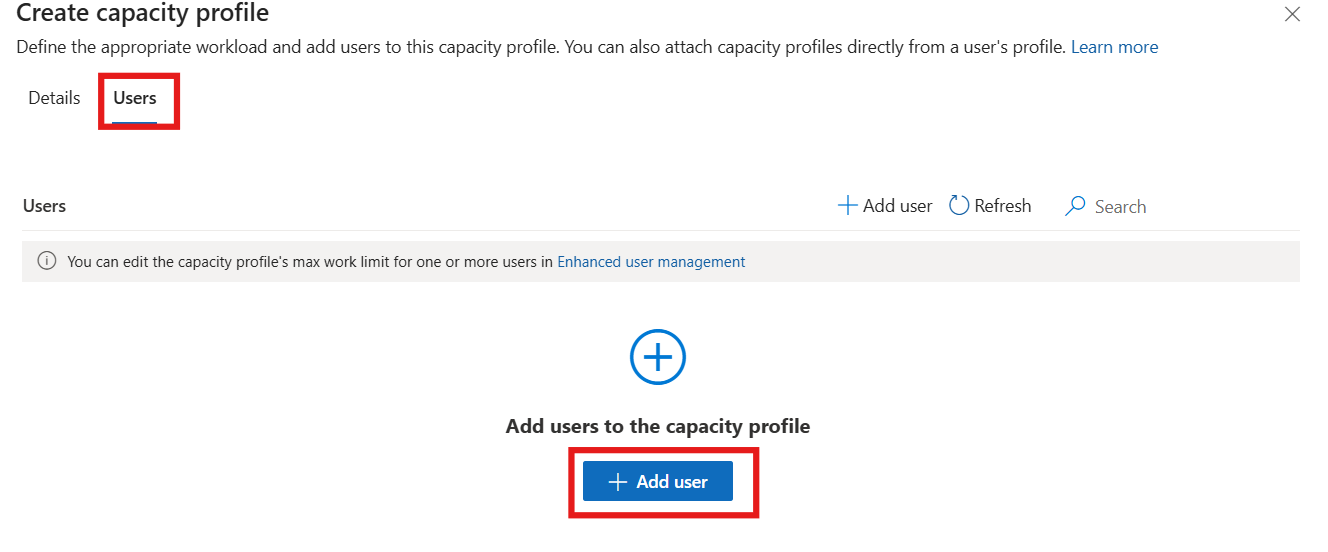 Create capacity profile
Define the appropriate workload and add users to this capacity profile. You can also attach capacity profiles directly from a user's profile. Learn more
Details Users
Users Add user Refresh Search
You can edit the capacity profile's max work limit for one or more users in Enhanced user management
Add users to the capacity profile
Add user